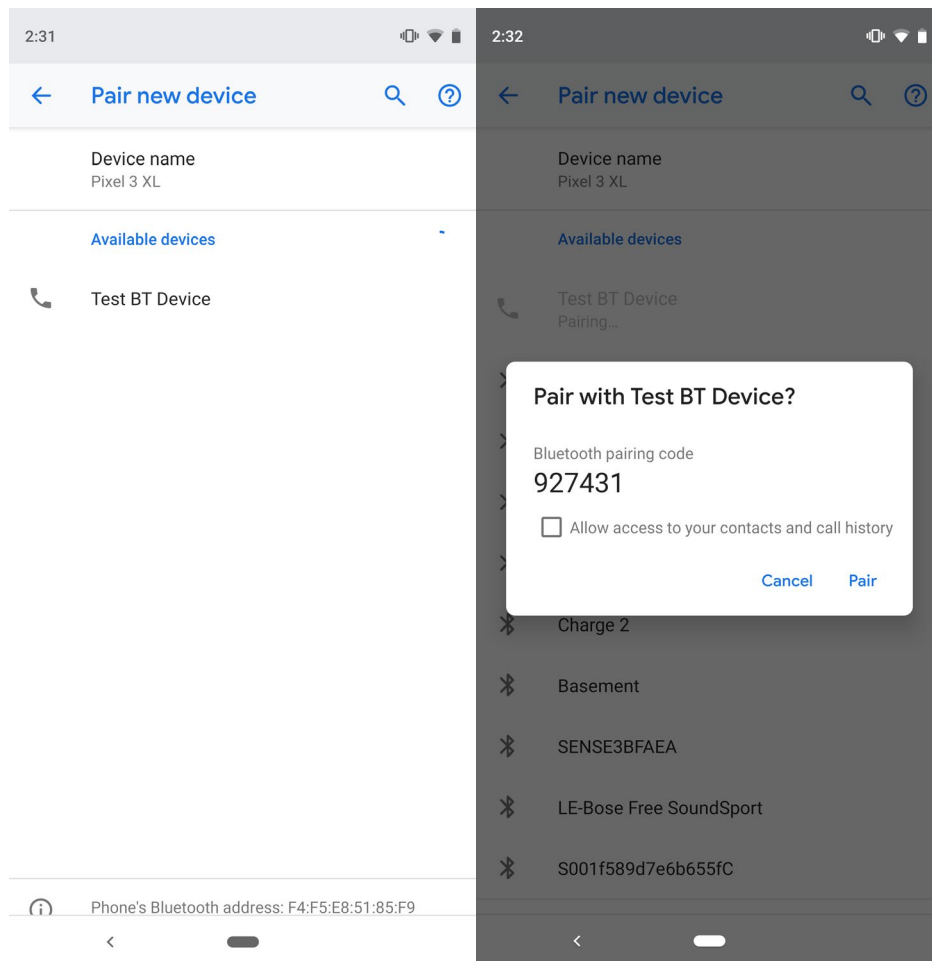 2:31
Pair new device
Device name
Pixel 3 XL
Available devices
Test BT Device
Phone's Bluetooth address: F4:F5:E8:51:85:F9
2:32
Pair new device
Device name
Pixel 3 XL
Available devices
Test BT Device
Pairing...
Pair with Test BT Device?
Bluetooth pairing code
927431
Allow access to your contacts and call history
Cancel Pair
Charge 2
Basement
SENSE3BFAEA
LE-Bose Free SoundSport
S001f589d7e6b655fC